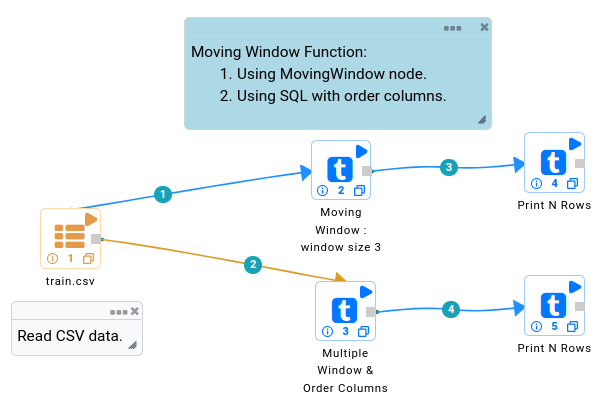 Moving Window Function:
1. Using MovingWindow node.
2. Using SQL with order columns.
1
t
2
Moving
Window :
window size 3
3
t
4
Print N Rows
1
train.csv
2
t
3
Multiple
Window &
Order Columns
4
t
5
Print N Rows
Read CSV data.